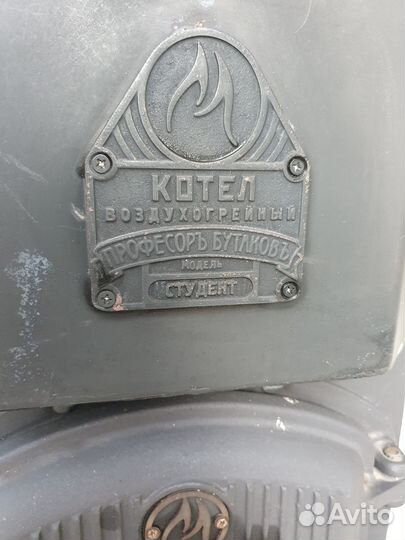 КОТЕЛ
ВОЗДУХОГРЕЙНЫЙ
ПРОФЕСОРЪ БУТАКОВЪ
МОДЕЛЬ
СТУДЕНТ
Avito